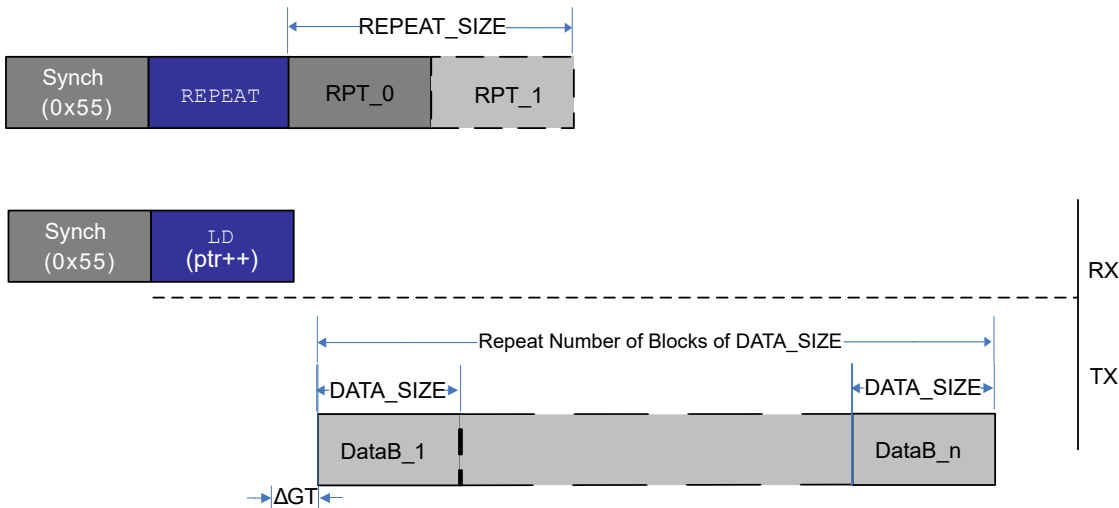 REPEAT_SIZE
Synch
(0x55)
REPEAT
RPT_0
RPT_1
Synch
(0x55)
LD
(ptr++)
RX
Repeat Number of Blocks of DATA_SIZE
TX
DATA_SIZE
DATA_SIZE
DataB_1
DataB_n
ΔGT